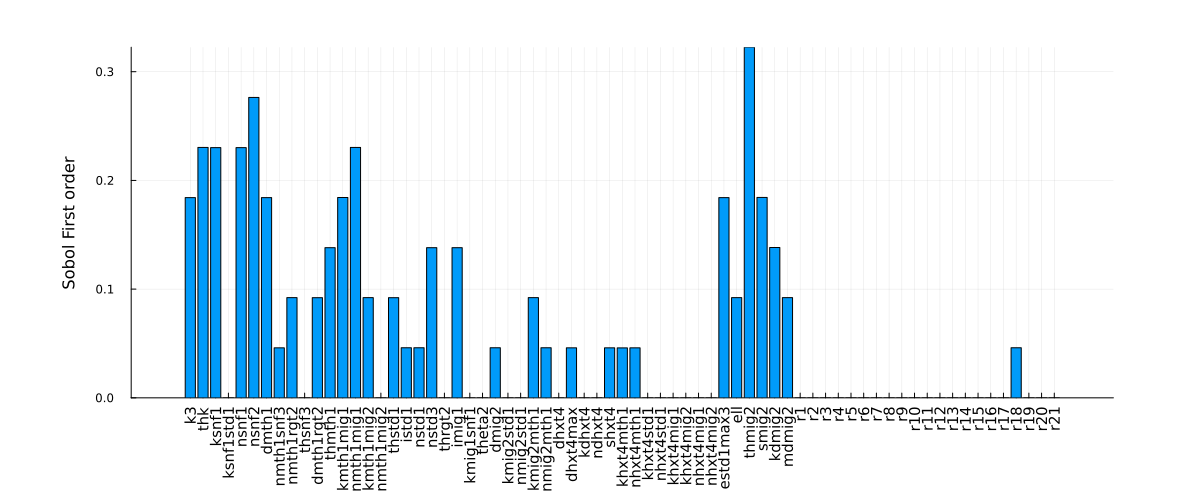 Sobol First order
0.3
0.2
0.1
0.0
k3
thk
ksnf1
ksnf1std1
nsnf1
nsnf2
dmth1
nmth1snf3
nmth1rgt2
thsnf3
dmth1rgt2
thmth1
kmth1mig1
nmth1mig1
kmth1mig2
nmth1mig2
thstd1
istd1
nstd1
nstd3
thrgt2
imig1
kmig1snf1
theta2
dmig2
kmig2std1
nmig2std1
kmig2mth1
nmig2mth1
dhxt4
dhxt4max
kdhxt4
ndhxt4
shxt4
khxt4mth1
nhxt4mth1
khxt4std1
nhxt4std1
khxt4mig1
khxt4mig2
nhxt4mig1
nhxt4mig2
estd1max3
ell
thmig2
smig2
kdmig2
mdmig2
r1
r2
r3
r4
r5
r6
r7
r8
r9
r10
r11
r12
r13
r14
r15
r16
r17
r18
r19
r20
r21